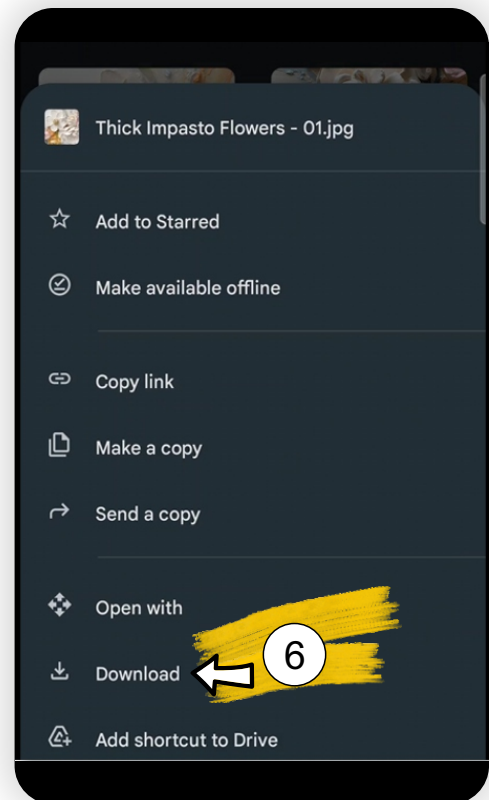 Thick Impasto Flowers - 01.jpg
Add to Starred
Make available offline
Copy link
Make a copy
Send a copy
Open with
Download
6
Add shortcut to Drive